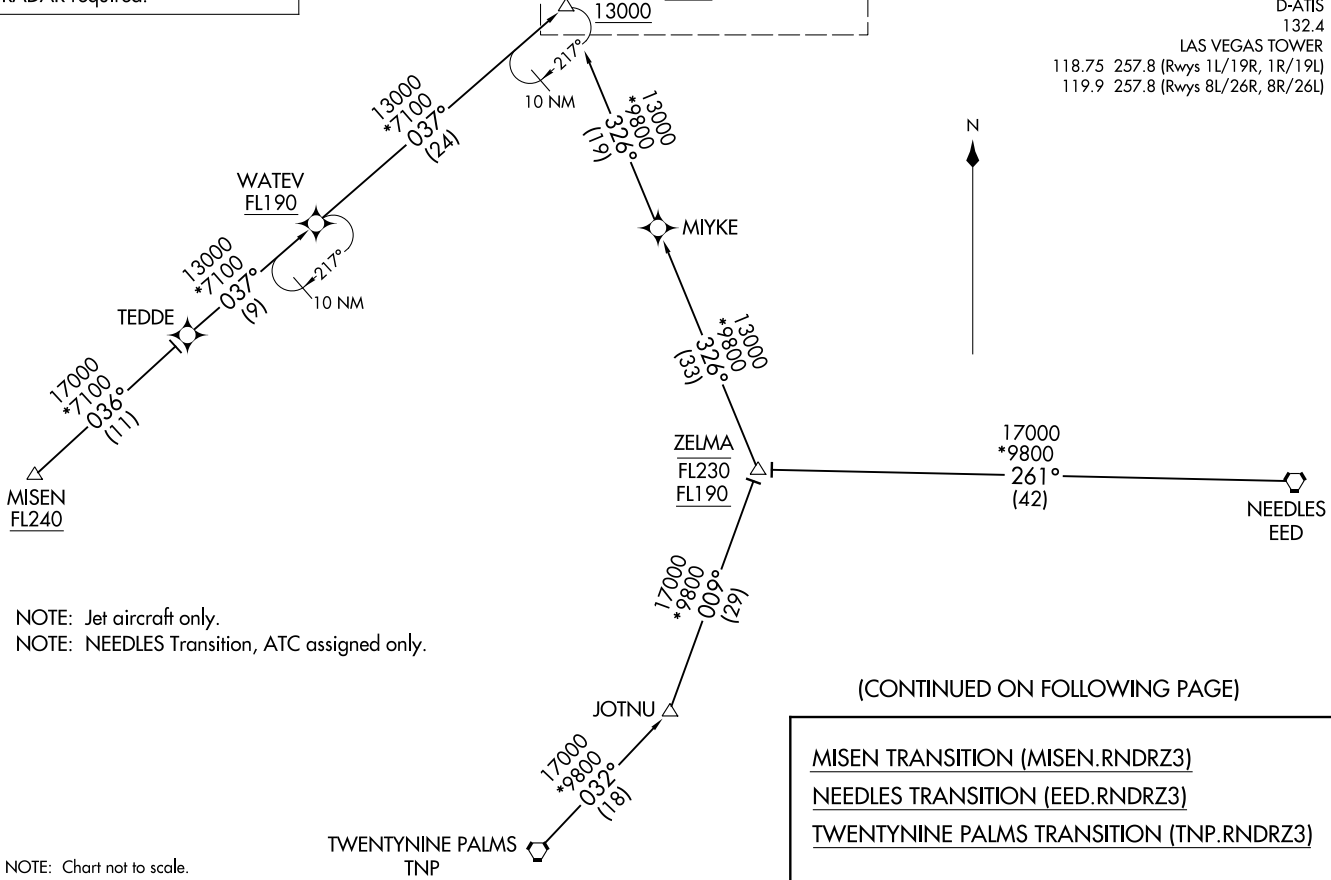 RADAR required.
13000
D-ATIS
132.4
LAS VEGAS TOWER
118.75 257.8 (Rwys 1L/19R, 1R/19L)
119.9 257.8 (Rwys 8L/26R, 8R/26L)
217°
10 NM
13000
*7100
037°
(24)
13000
*9800
326°
(19)
N
WATEV
FL190
MIYKE
217°
10 NM
13000
*7100
037°
(9)
TEDDE
13000
*9800
326°
(33)
17000
*7100
036°
(11)
ZELMA
FL230
FL190
17000
*9800
261°
(42)
MISEN
FL240
NEEDLES
EED
17000
*9800
009°
(29)
NOTE: Jet aircraft only.
NOTE: NEEDLES Transition, ATC assigned only.
(CONTINUED ON FOLLOWING PAGE)
JOTNU
17000
*9800
032°
(18)
MISEN TRANSITION (MISEN.RNDRZ3)
NEEDLES TRANSITION (EED.RNDRZ3)
TWENTYNINE PALMS TRANSITION (TNP.RNDRZ3)
TWENTYNINE PALMS
TNP
NOTE: Chart not to scale.